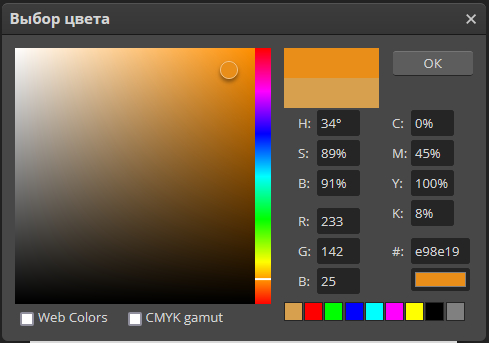 Выбор цвета ×
OK
H: 34° C: 0%
S: 89% M: 45%
B: 91% Y: 100%
K: 8%
R: 233
G: 142 #: e98e19
B: 25
Web Colors CMYK gamut